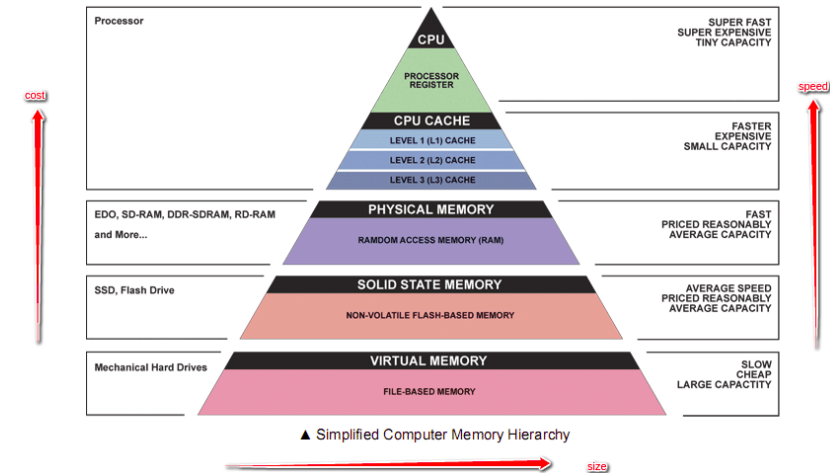 Processor
CPU
SUPER FAST
SUPER EXPENSIVE
TINY CAPACITY
PROCESSOR
REGISTER
cost
speed
CPU CACHE
LEVEL 1 (L1) CACHE
LEVEL 2 (L2) CACHE
LEVEL 3 (L3) CACHE
FASTER
EXPENSIVE
SMALL CAPACITY
EDO, SD-RAM, DDR-SDRAM, RD-RAM
and More...
PHYSICAL MEMORY
RAMDOM ACCESS MEMORY (RAM)
FAST
PRICED REASONABLY
AVERAGE CAPACITY
SSD, Flash Drive
SOLID STATE MEMORY
NON-VOLATILE FLASH-BASED MEMORY
AVERAGE SPEED
PRICED REASONABLY
AVERAGE CAPACITY
Mechanical Hard Drives
VIRTUAL MEMORY
FILE-BASED MEMORY
SLOW
CHEAP
LARGE CAPACTITY
▲ Simplified Computer Memory Hierarchy
size